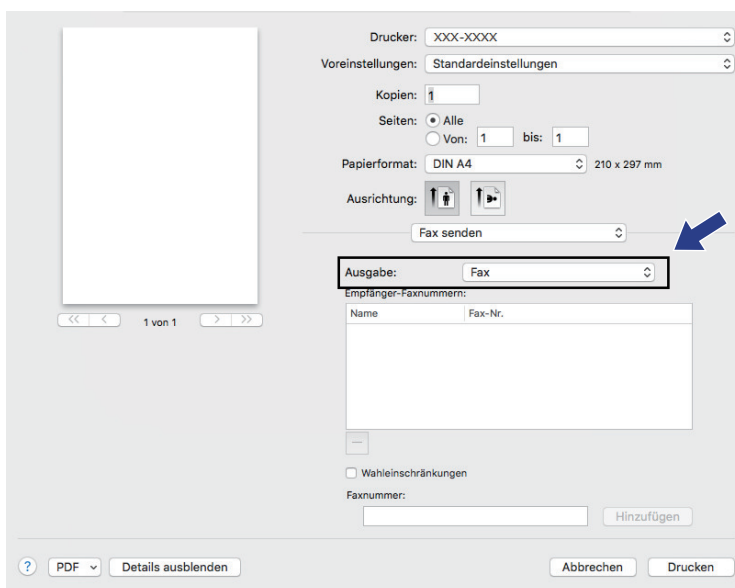 Drucker: XXX-XXXX
Voreinstellungen: Standardeinstellungen
Kopien: 1
Seiten: Alle
Von: 1 bis: 1
Papierformat: DIN A4 210 x 297 mm
Ausrichtung:
Fax senden
Ausgabe: Fax
Empfänger-Faxnummern:
Name Fax-Nr.
<< < 1 von 1 > >>
Wahleinschränkungen
Faxnummer:
Hinzufügen
? PDF Details ausblenden Abbrechen Drucken